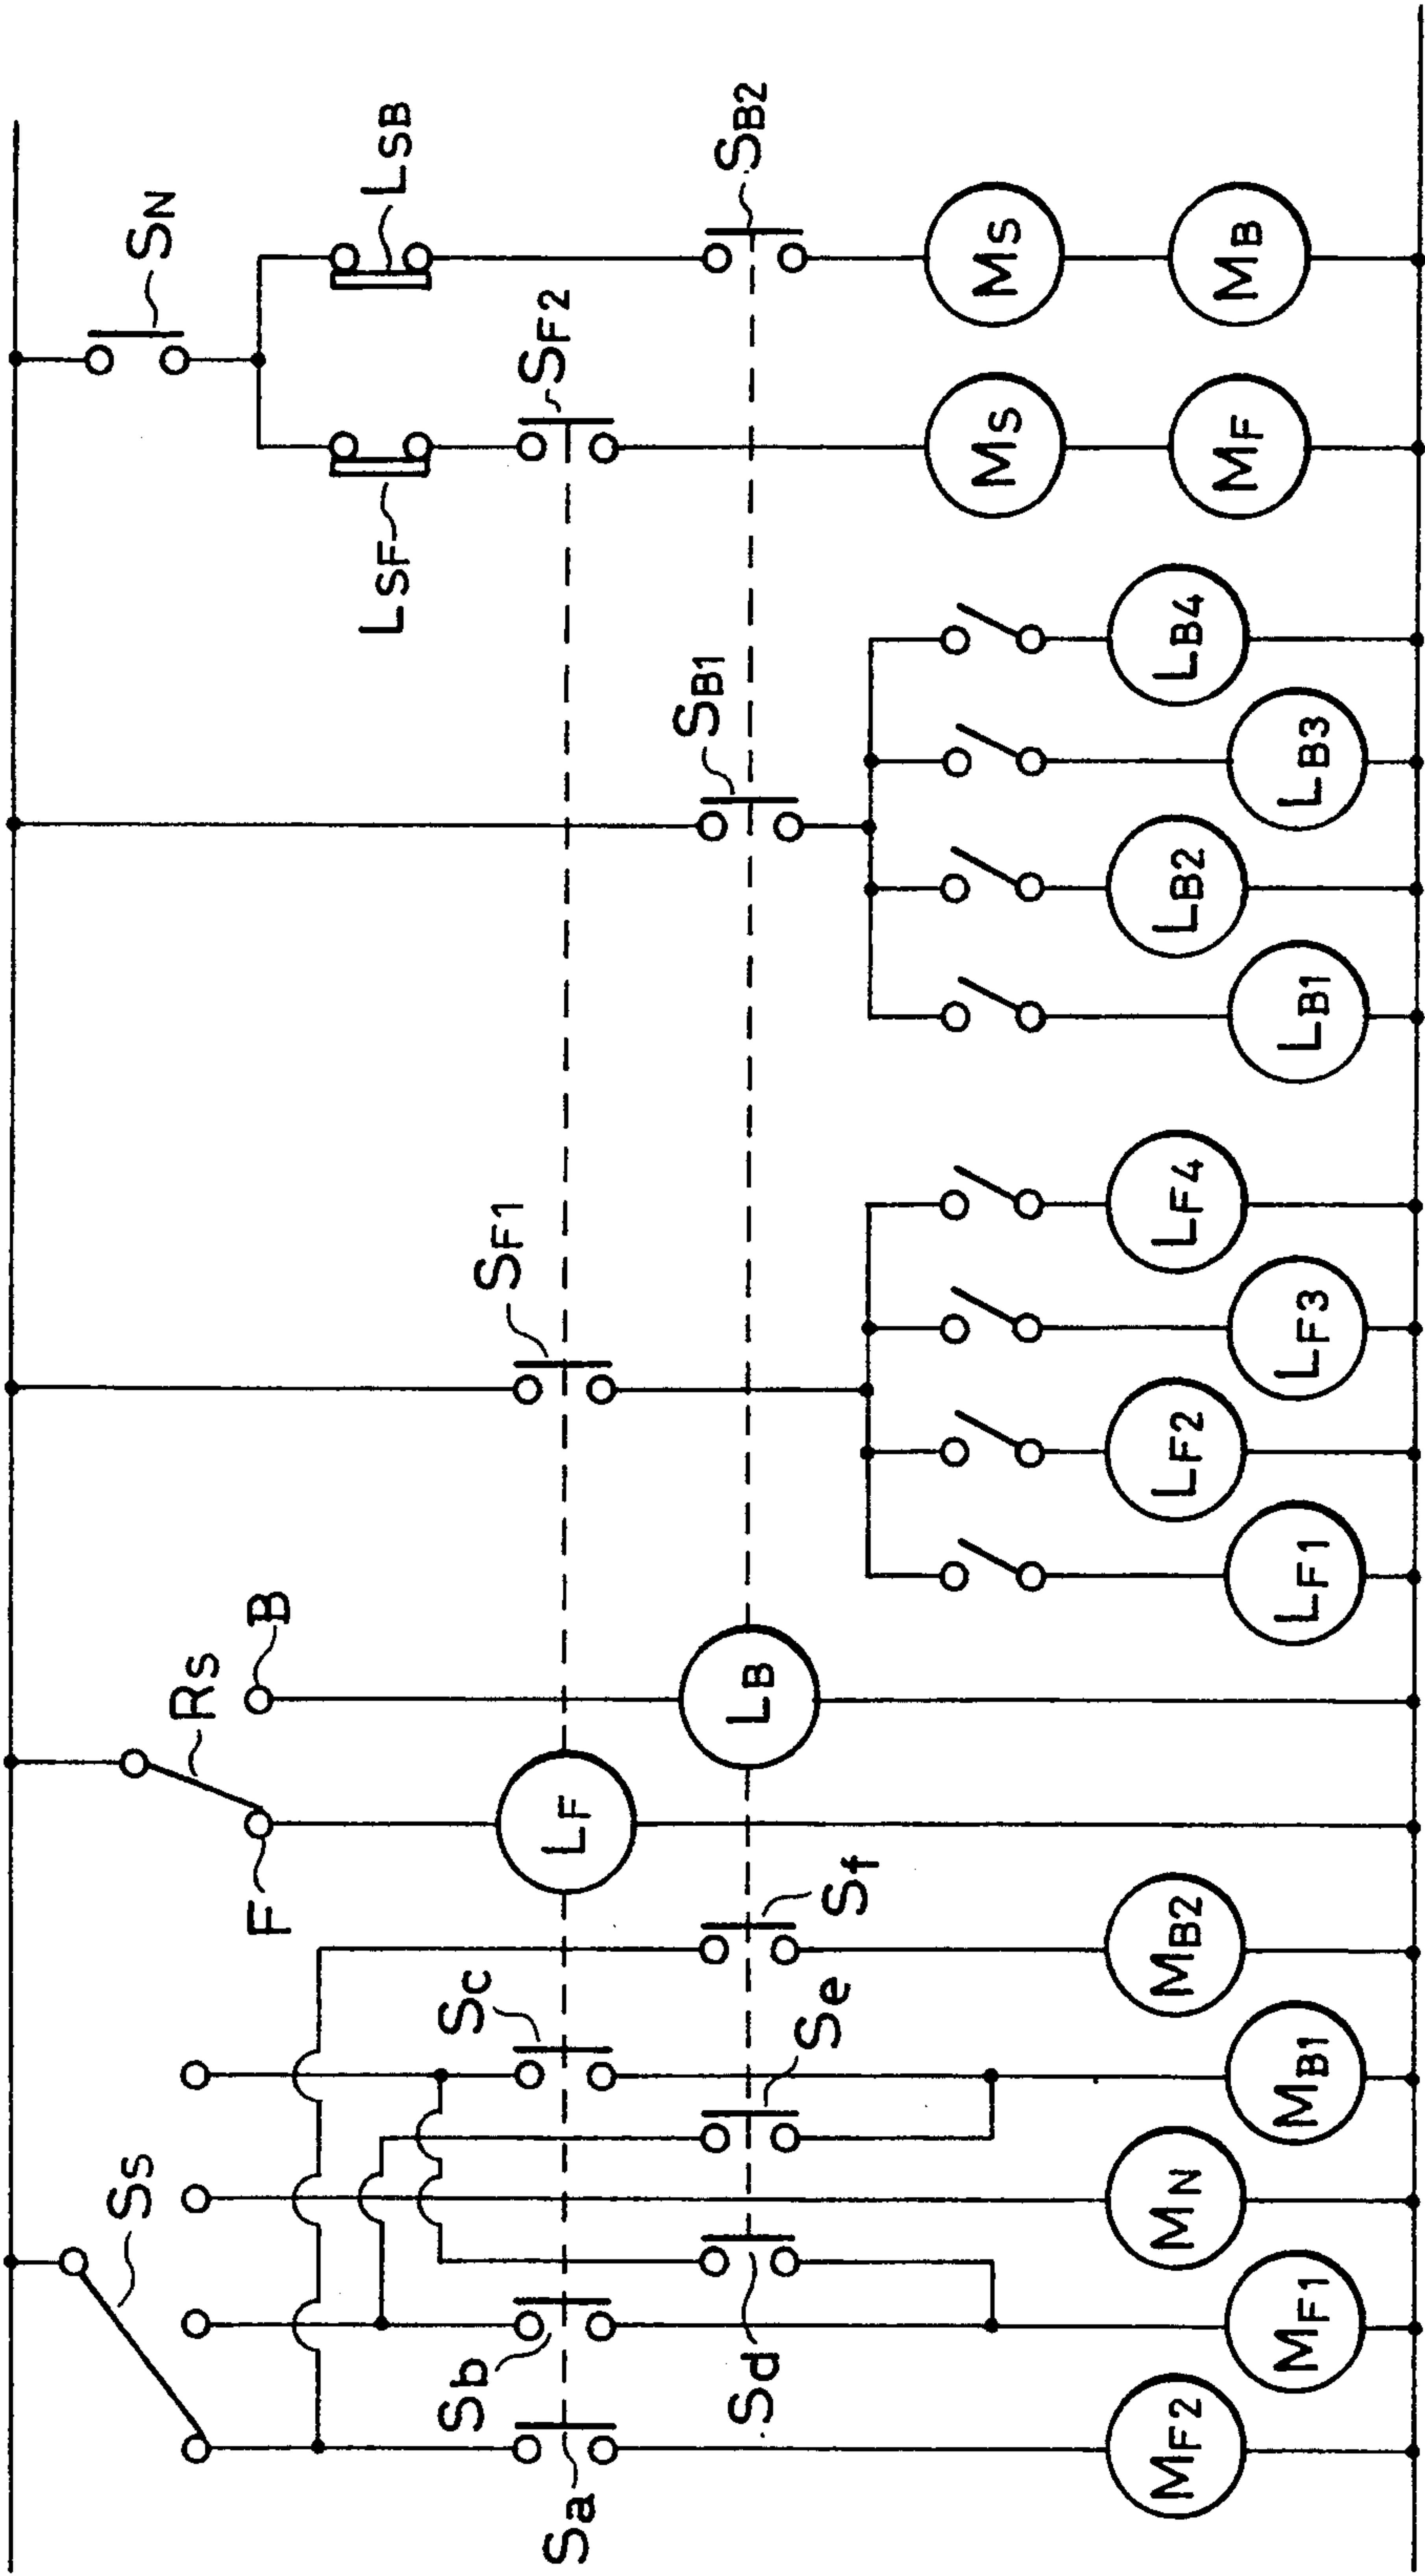 SS
SN
RS
F
B
LSF
LSB
Sb
Sc
SF1
SF2
Sa
LF
SB1
SB2
LB
Sd
Se
Sf
MS
MS
MF2
MN
MB2
LF2
LF4
LB2
LB4
MF
MB
MF1
MB1
LF1
LF3
LB1
LB3